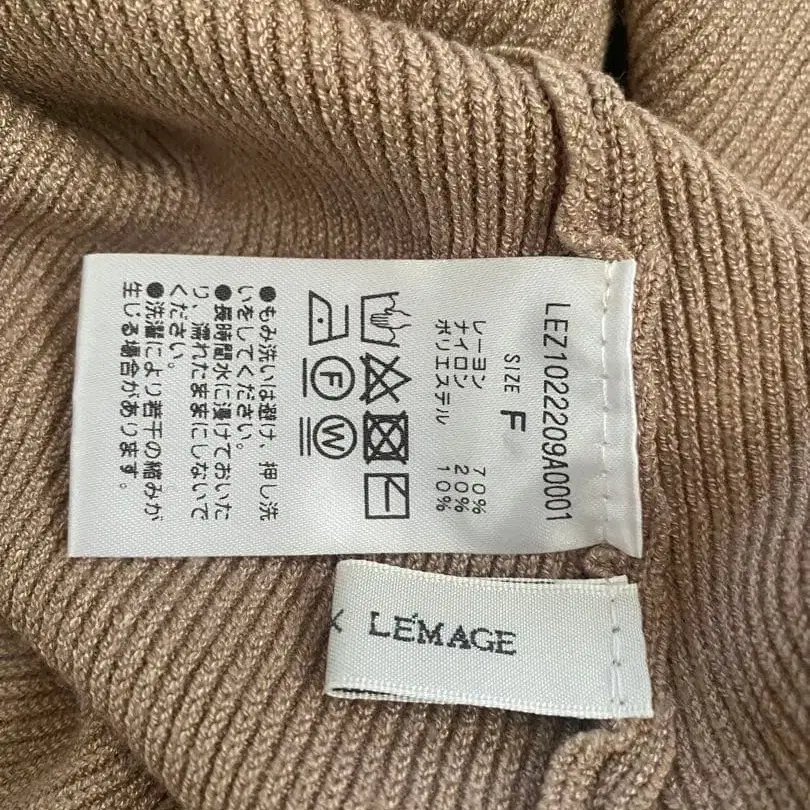 LEZ1022209A0001
SIZE F
レーヨン 70%
ナイロン 20%
ポリエステル 10%
F W
●もみ洗いは避け、押し洗
いをしてください。
●長時間水に漬けておいた
り、濡れたままにしないで
ください。
●洗濯により若干の縮みが
生じる場合があります。
LE'MAGE